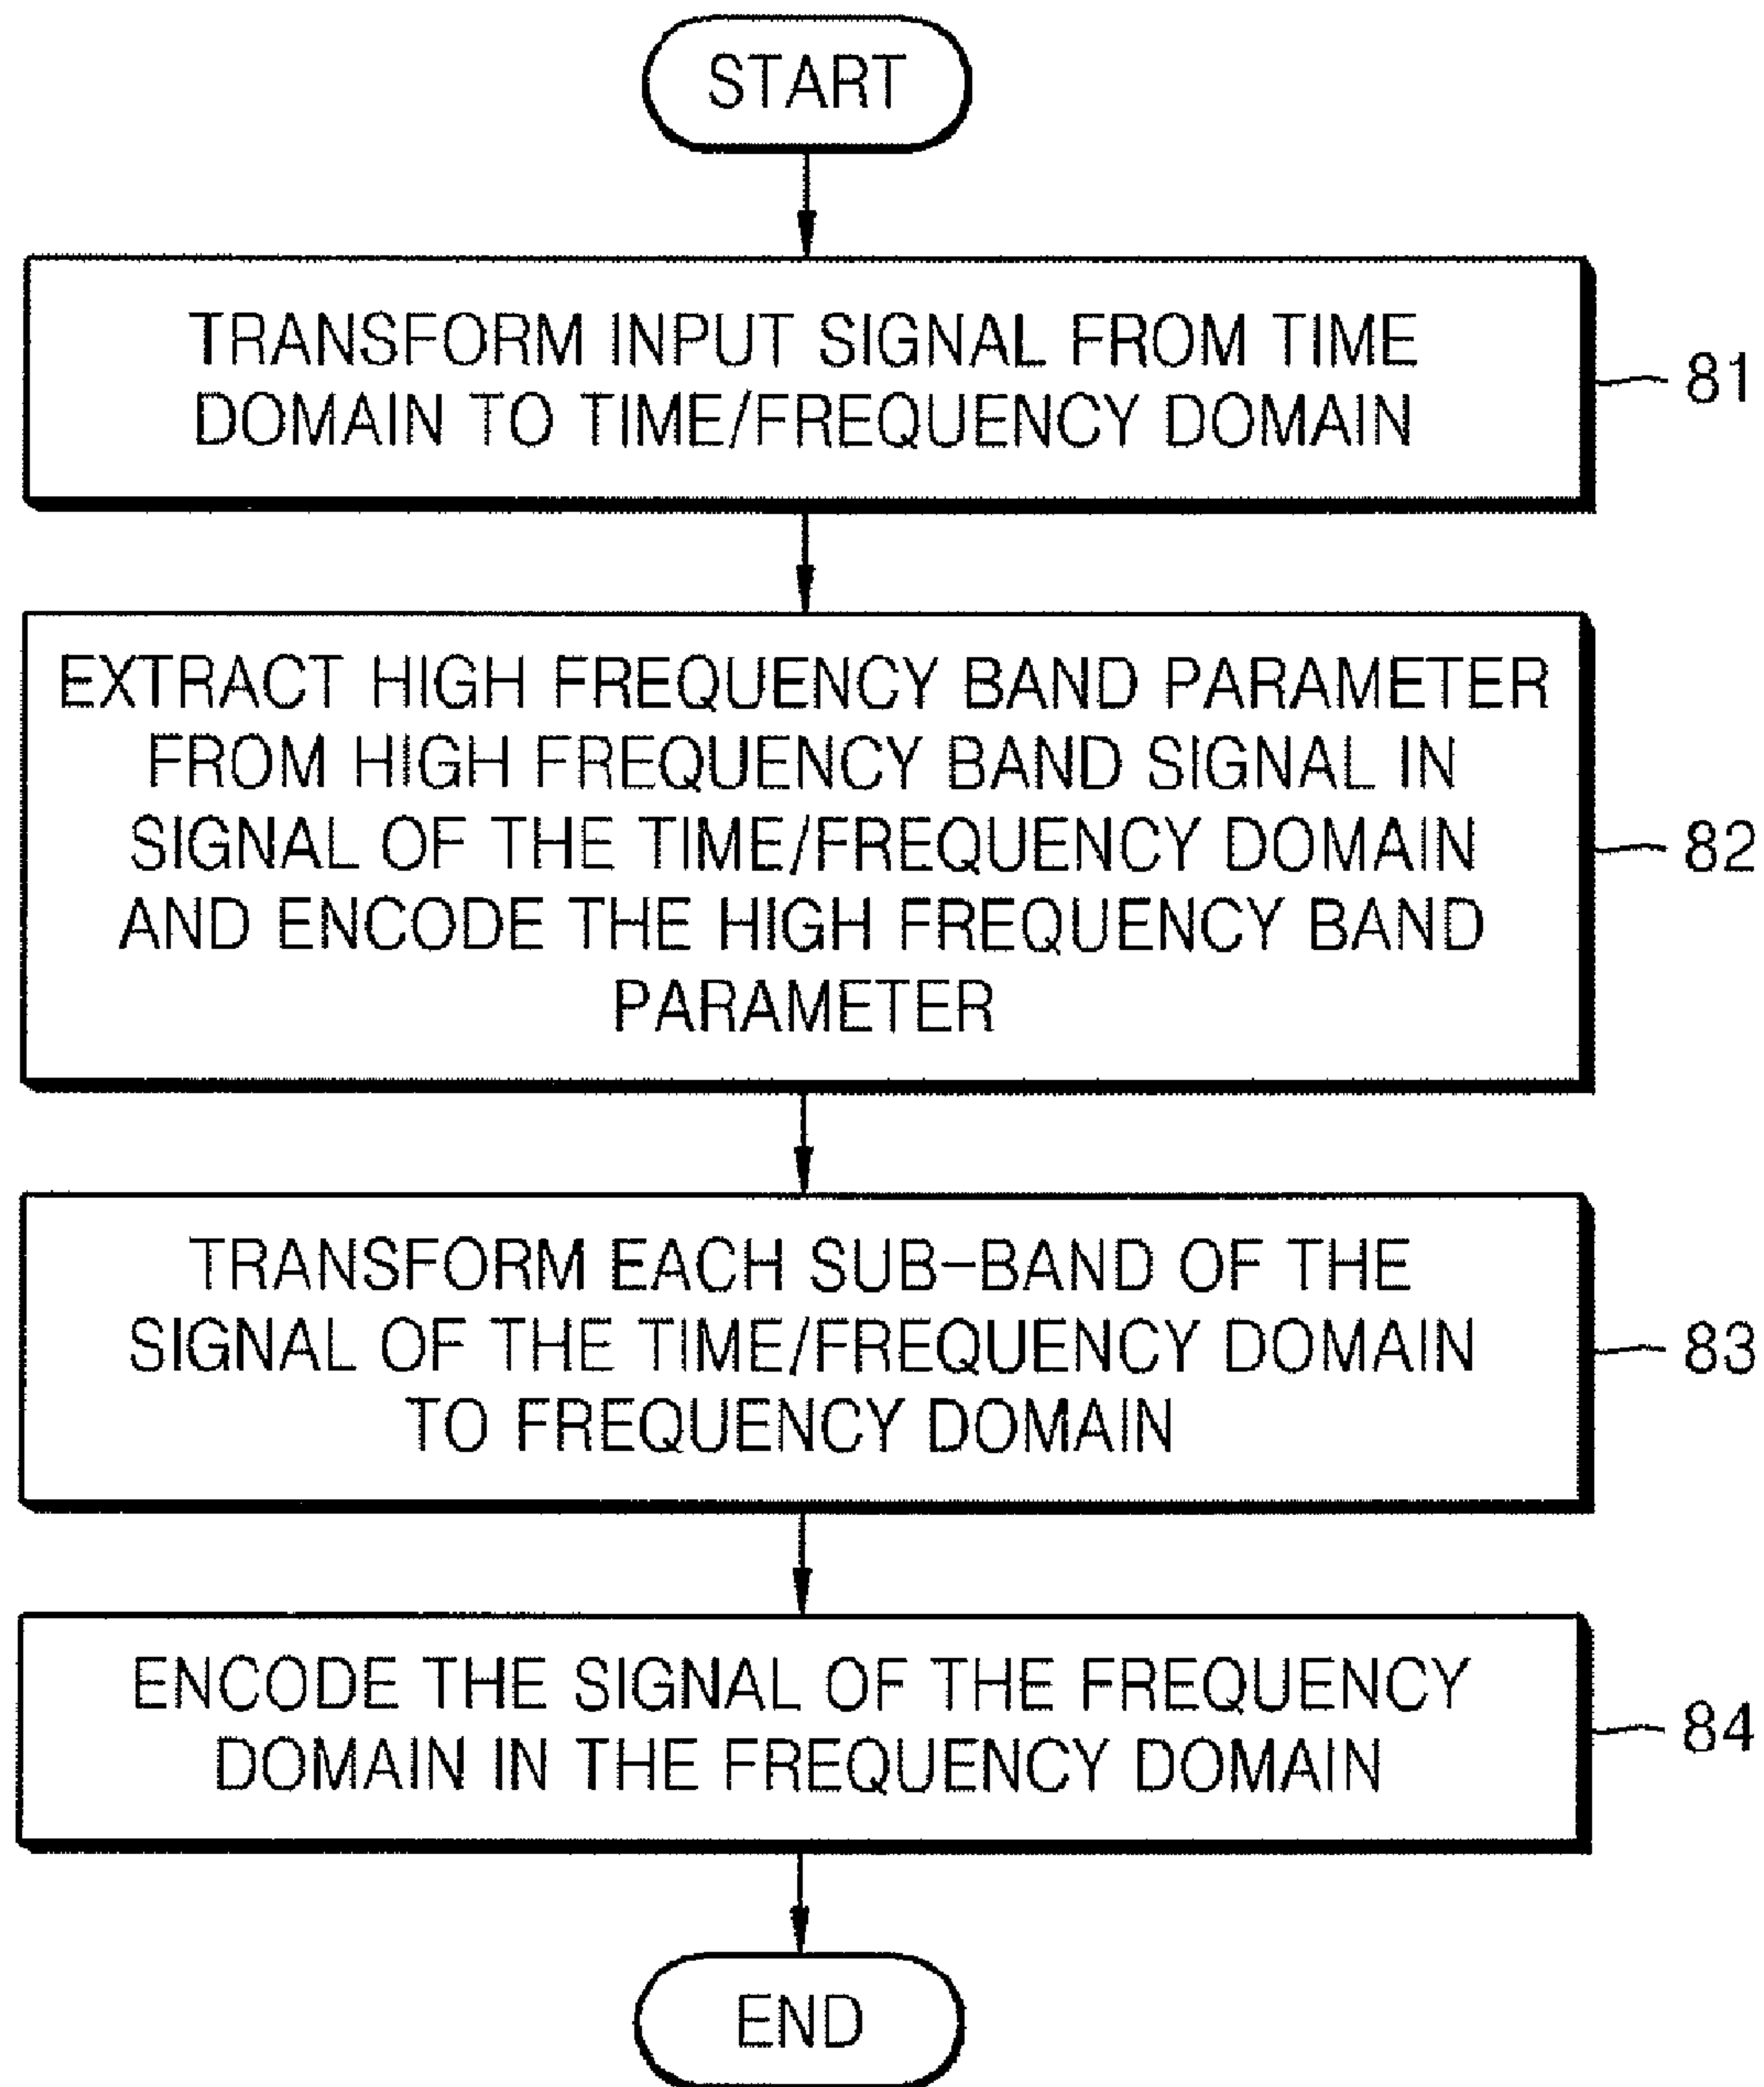 START
TRANSFORM INPUT SIGNAL FROM TIME
DOMAIN TO TIME/FREQUENCY DOMAIN
81
EXTRACT HIGH FREQUENCY BAND PARAMETER
FROM HIGH FREQUENCY BAND SIGNAL IN
SIGNAL OF THE TIME/FREQUENCY DOMAIN
AND ENCODE THE HIGH FREQUENCY BAND
PARAMETER
82
TRANSFORM EACH SUB-BAND OF THE
SIGNAL OF THE TIME/FREQUENCY DOMAIN
TO FREQUENCY DOMAIN
83
ENCODE THE SIGNAL OF THE FREQUENCY
DOMAIN IN THE FREQUENCY DOMAIN
84
END